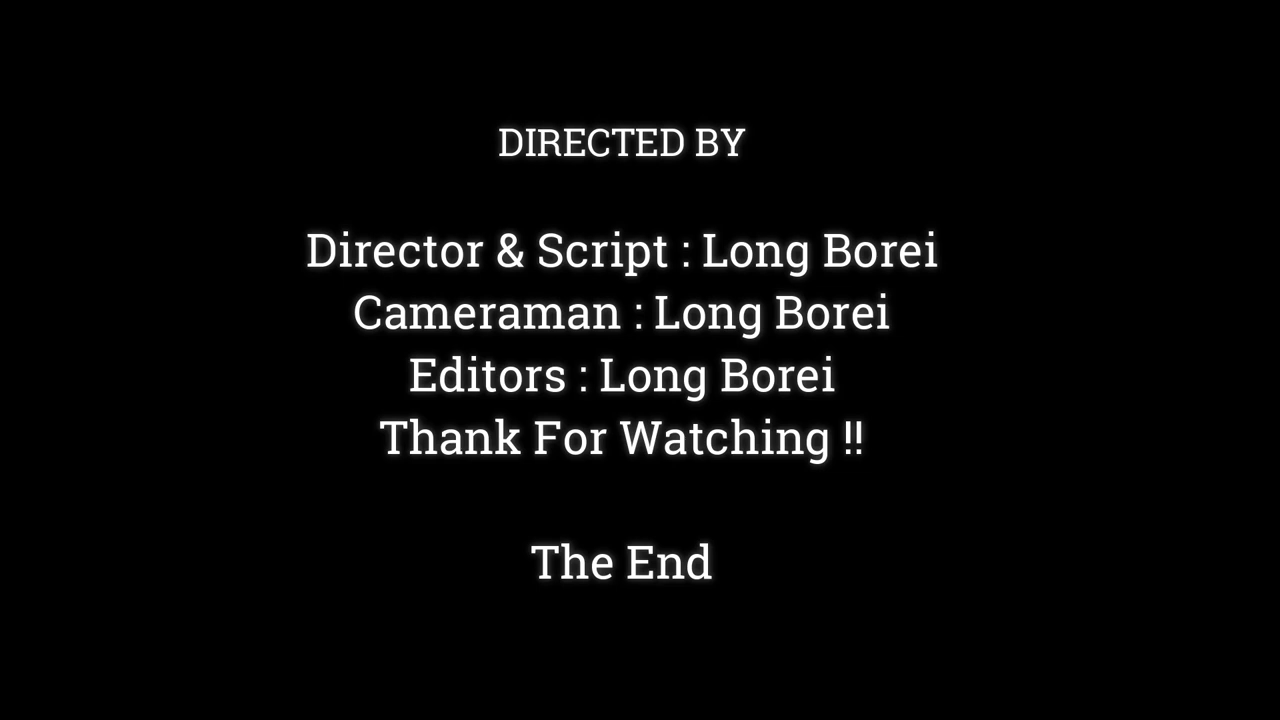 DIRECTED BY
Director & Script : Long Borei
Cameraman : Long Borei
Editors : Long Borei
Thank For Watching !!
The End